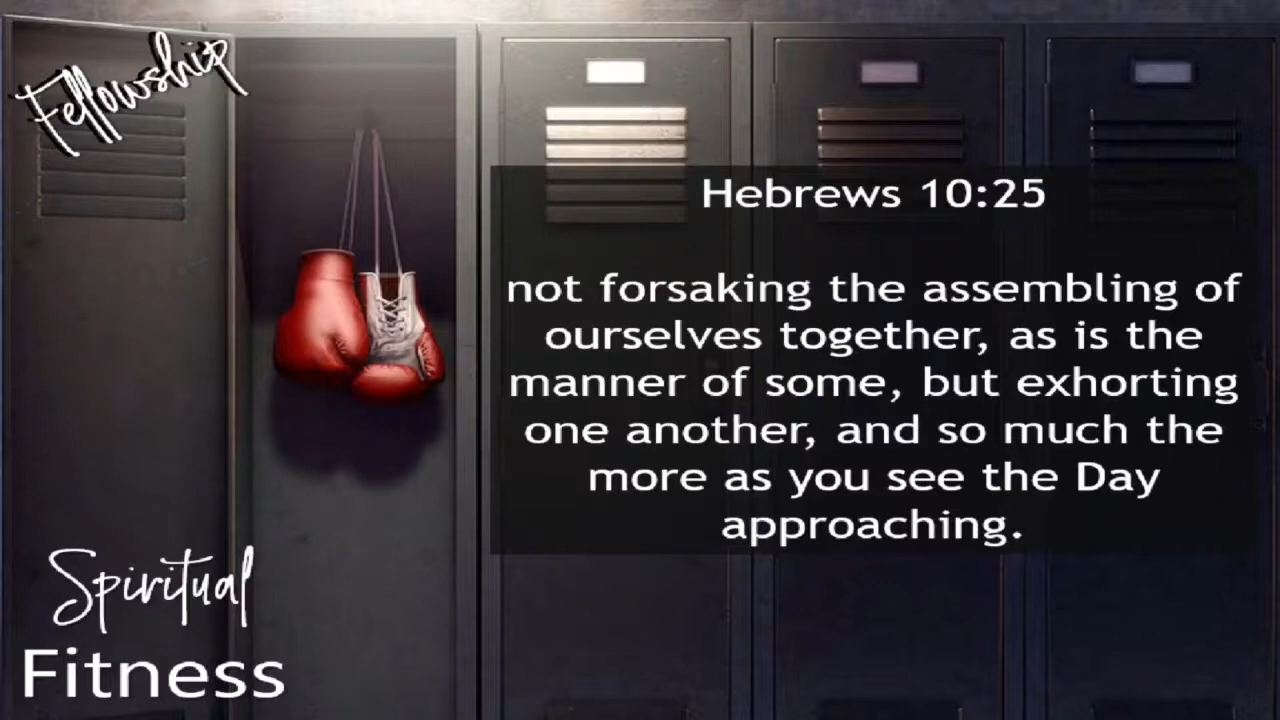 Fellowship
Hebrews 10:25
not forsaking the assembling of
ourselves together, as is the
manner of some, but exhorting
one another, and so much the
more as you see the Day
approaching.
Spiritual
Fitness